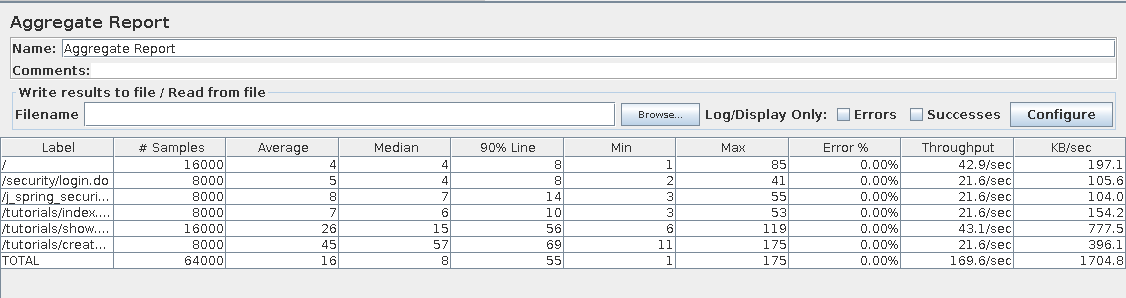 Aggregate Report
Name: Aggregate Report
Comments:
Write results to file / Read from file
Filename Browse... Log/Display Only: Errors Successes Configure
Label # Samples Average Median 90% Line Min Max Error % Throughput KB/sec
/ 16000 4 4 8 1 85 0.00% 42.9/sec 197.1
/security/login.do 8000 5 4 8 2 41 0.00% 21.6/sec 105.6
/j_spring_securi... 8000 8 7 14 3 55 0.00% 21.6/sec 104.0
/tutorials/index.... 8000 7 6 10 3 53 0.00% 21.6/sec 154.2
/tutorials/show.... 16000 26 15 56 6 119 0.00% 43.1/sec 777.5
/tutorials/creat... 8000 45 57 69 11 175 0.00% 21.6/sec 396.1
TOTAL 64000 16 8 55 1 175 0.00% 169.6/sec 1704.8